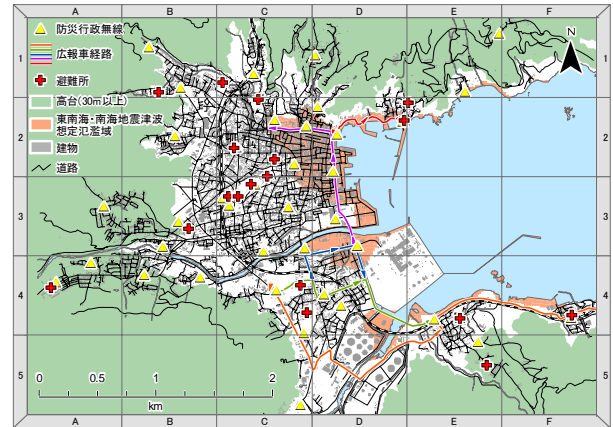 A B C D E F
1 1
2 2
3 3
4 4
5 5
A B C D E F
防災行政無線
広報車経路
避難所
高台(30m以上)
東南海・南海地震津波
想定氾濫域
建物
道路
N
0 0.5 1 2
km